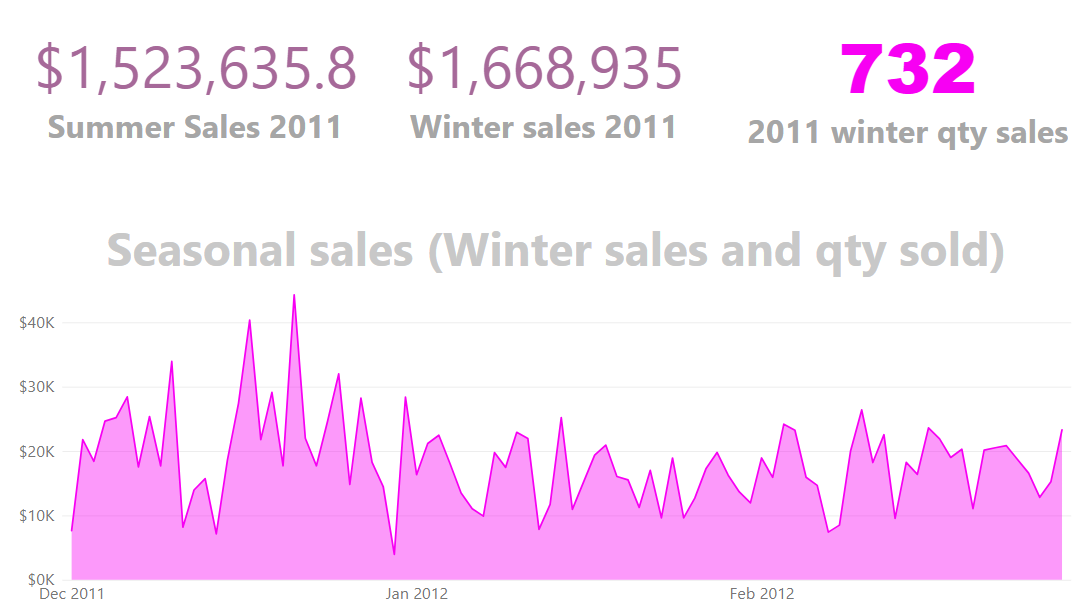 $1,523,635.8
Summer Sales 2011
$1,668,935
Winter sales 2011
732
2011 winter qty sales
Seasonal sales (Winter sales and qty sold)
$40K
$30K
$20K
$10K
$0K
Dec 2011
Jan 2012
Feb 2012